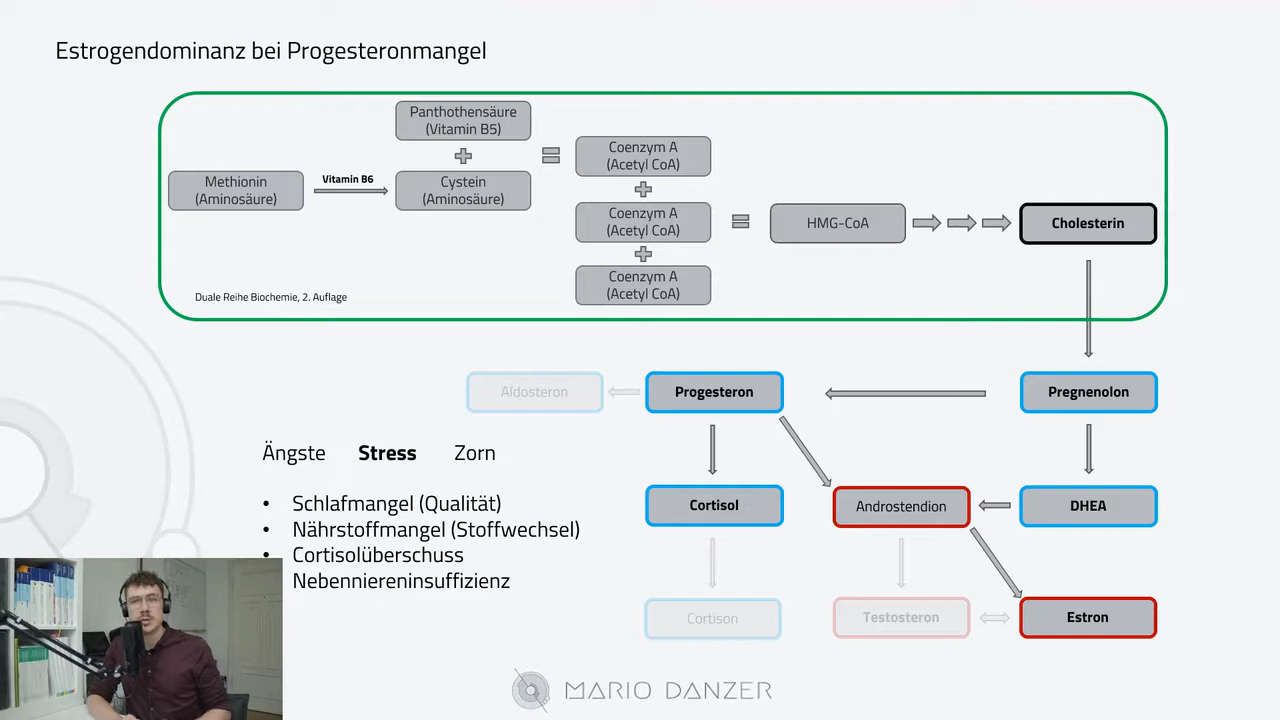 Estrogendominanz bei Progesteronmangel
Panthothensäure
(Vitamin B5)
Methionin
(Aminosäure)
Vitamin B6
Cystein
(Aminosäure)
Coenzym A
(Acetyl CoA)
Coenzym A
(Acetyl CoA)
Coenzym A
(Acetyl CoA)
HMG-CoA
Cholesterin
Duale Reihe Biochemie, 2. Auflage
Aldosteron
Progesteron
Pregnenolon
Ängste Stress Zorn
• Schlafmangel (Qualität)
• Nährstoffmangel (Stoffwechsel)
• Cortisolüberschuss
Nebenniereninsuffizienz
Cortisol
Androstendion
DHEA
Cortison
Testosteron
Estron
MARIO DANZER